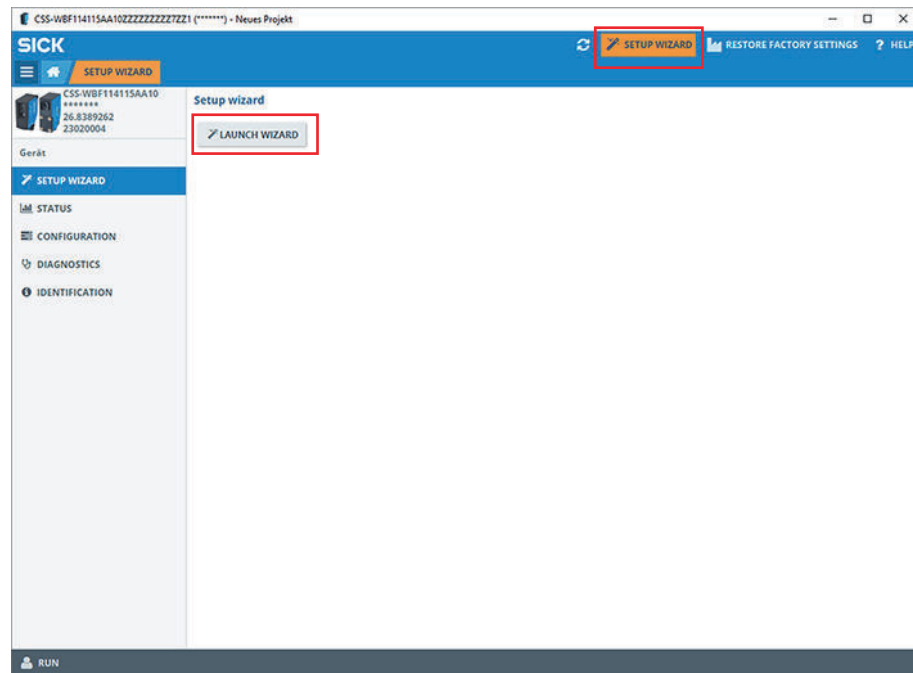 CSS-WBF114115AA10ZZZZZZZZZZ7ZZ1 (*******) - Neues Projekt
SICK
SETUP WIZARD
RESTORE FACTORY SETTINGS
? HELP
SETUP WIZARD
CSS-WBF114115AA10
*******
26.8389262
23020004
Setup wizard
LAUNCH WIZARD
Gerät
SETUP WIZARD
STATUS
CONFIGURATION
DIAGNOSTICS
IDENTIFICATION
RUN